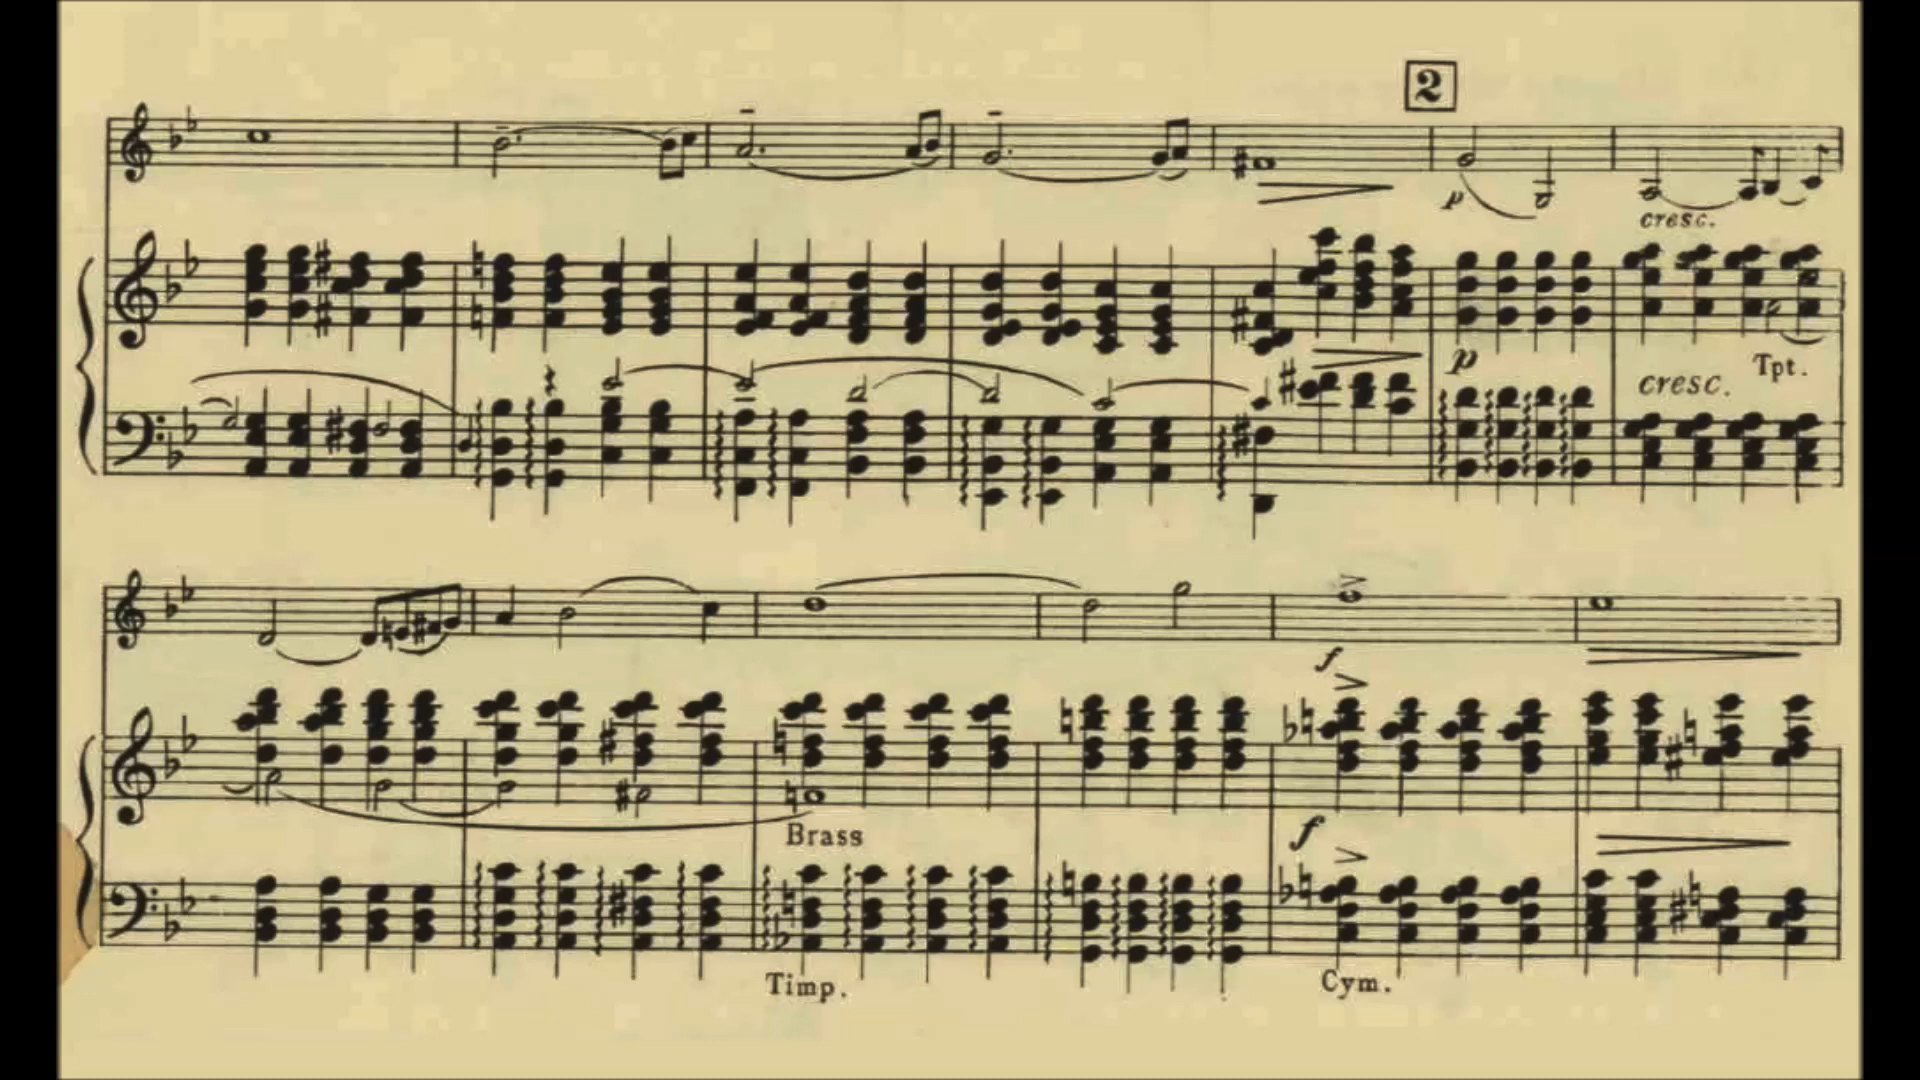 2
p
cresc.
p
cresc.
Tpt.
f
Brass
f
Timp.
Cym.